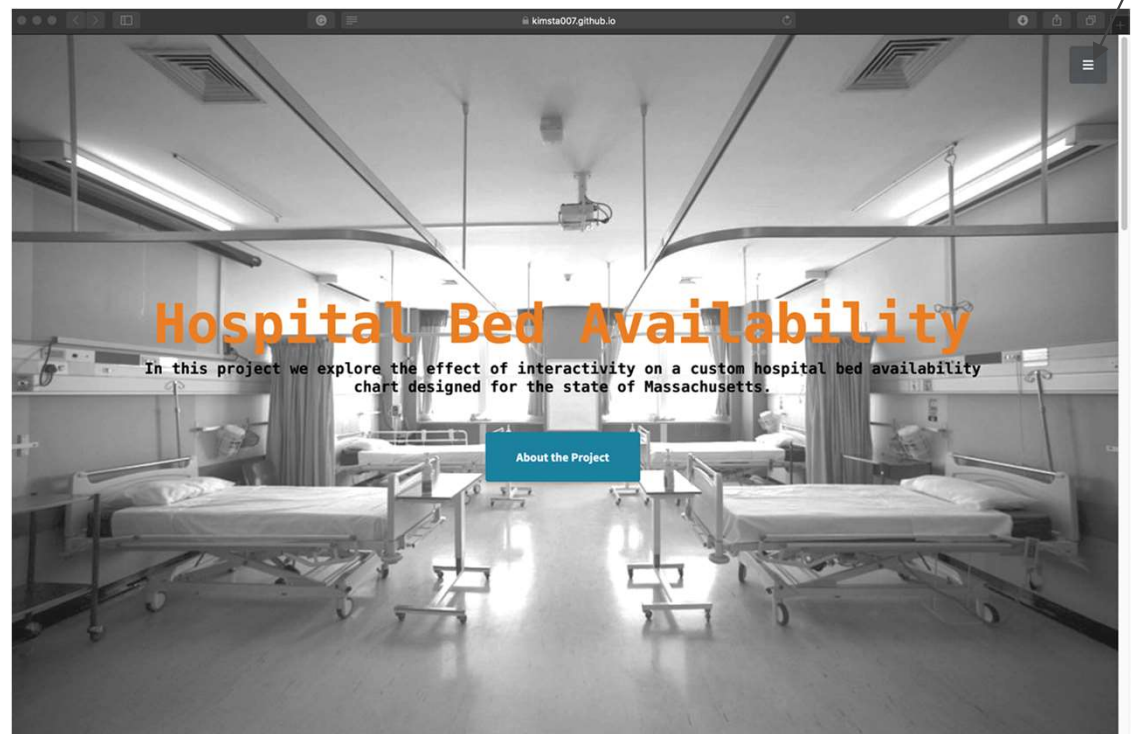 kimsta007.github.io
Hospital Bed Availability
In this project we explore the effect of interactivity on a custom hospital bed availability
chart designed for the state of Massachusetts.
About the Project